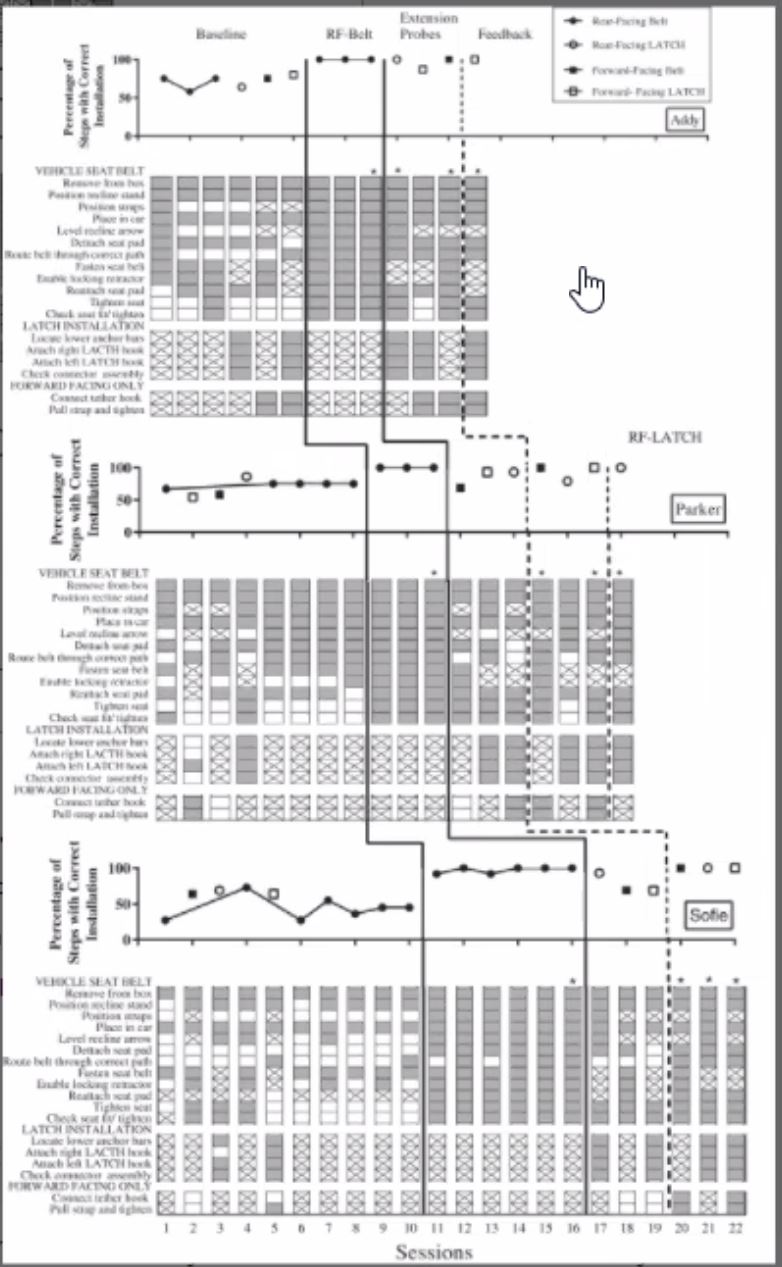 Baseline
RF-Belt
Extension
Probes
Feedback
Rear-Facing Belt
Rear-Facing LATCH
Forward-Facing Belt
Forward- Facing LATCH
Percentage of
Steps with Correct
Installation
100
50
0
Addy
VEHICLE SEAT BELT * * * *
Remove from box
Position recline stand
Position straps
Place in car
Level recline arrow
Dettach seat pad
Route belt through correct path
Fasten seat belt
Enable locking retractor
Reattach seat pad
Tighten seat
Check seat fit/ tighten
LATCH INSTALLATION
Locate lower anchor bars
Attach right LACTH hook
Attach left LATCH hook
Check connector assembly
FORWARD FACING ONLY
Connect tether hook
Pull strap and tighten
RF-LATCH
Percentage of
Steps with Correct
Installation
100
50
0
Parker
VEHICLE SEAT BELT * * * *
Remove from box
Position recline stand
Position straps
Place in car
Level recline arrow
Dettach seat pad
Route belt through correct path
Fasten seat belt
Enable locking retractor
Reattach seat pad
Tighten seat
Check seat fit/ tighten
LATCH INSTALLATION
Locate lower anchor bars
Attach right LACTH hook
Attach left LATCH hook
Check connector assembly
FORWARD FACING ONLY
Connect tether hook
Pull strap and tighten
Percentage of
Steps with Correct
Installation
100
50
0
Sofie
VEHICLE SEAT BELT * * * *
Remove from box
Position recline stand
Position straps
Place in car
Level recline arrow
Dettach seat pad
Route belt through correct path
Fasten seat belt
Enable locking retractor
Reattach seat pad
Tighten seat
Check seat fit/ tighten
LATCH INSTALLATION
Locate lower anchor bars
Attach right LACTH hook
Attach left LATCH hook
Check connector assembly
FORWARD FACING ONLY
Connect tether hook
Pull strap and tighten
1 2 3 4 5 6 7 8 9 10 11 12 13 14 15 16 17 18 19 20 21 22
Sessions